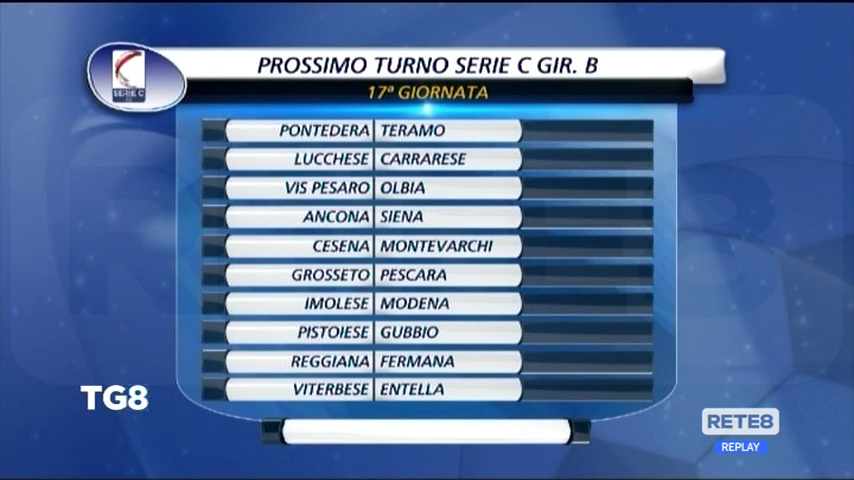 PROSSIMO TURNO SERIE C GIR. B
SERIE C
17ª GIORNATA
PONTEDERA TERAMO
LUCCHESE CARRARESE
VIS PESARO OLBIA
ANCONA SIENA
CESENA MONTEVARCHI
GROSSETO PESCARA
IMOLESE MODENA
PISTOIESE GUBBIO
REGGIANA FERMANA
VITERBESE ENTELLA
TG8
RETE8
REPLAY